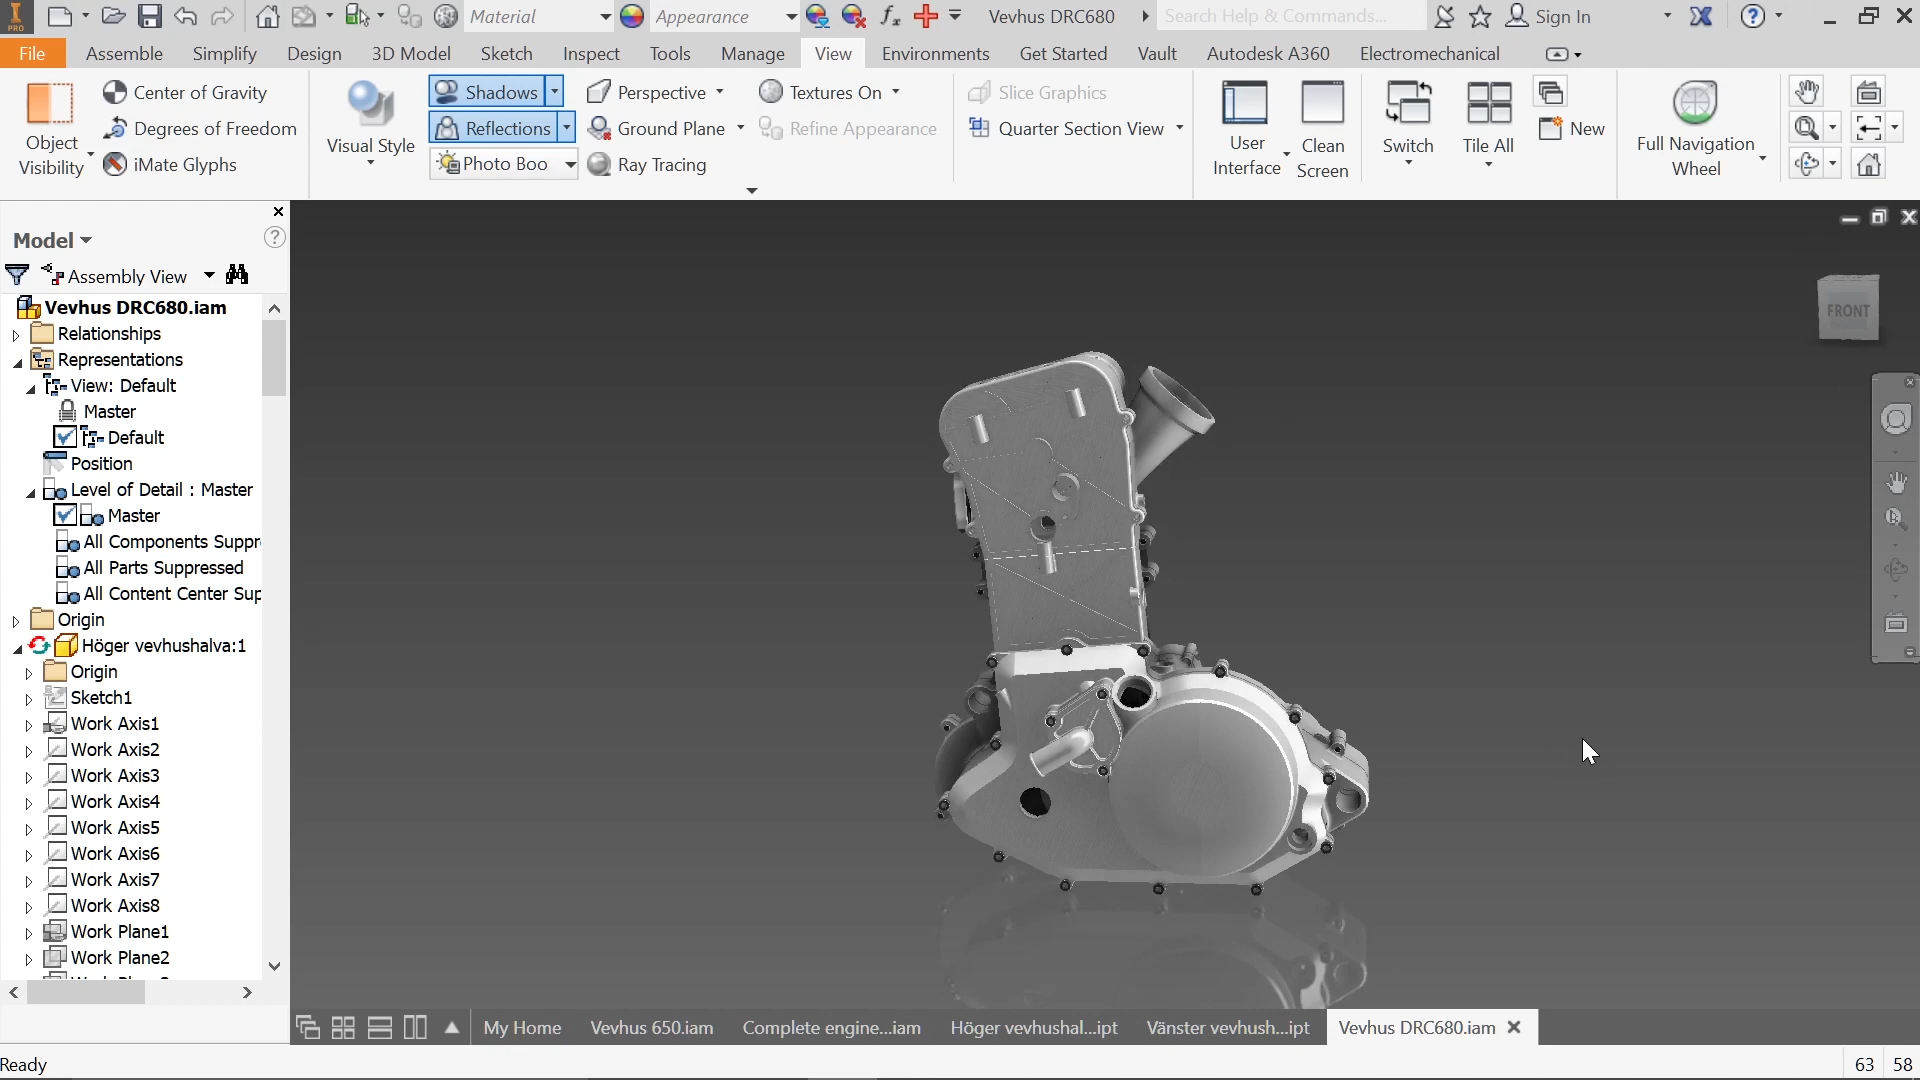 PRO
Material
Appearance
Vevhus DRC680
Search Help & Commands...
Sign In
File
Assemble
Simplify
Design
3D Model
Sketch
Inspect
Tools
Manage
View
Environments
Get Started
Vault
Autodesk A360
Electromechanical
Object
Visibility
Center of Gravity
Degrees of Freedom
iMate Glyphs
Visual Style
Shadows
Reflections
Photo Boo
Perspective
Ground Plane
Ray Tracing
Textures On
Refine Appearance
Slice Graphics
Quarter Section View
User
Interface
Clean
Screen
Switch
Tile All
New
Full Navigation
Wheel
Model
Assembly View
Vevhus DRC680.iam
Relationships
Representations
View: Default
Master
Default
Position
Level of Detail : Master
Master
All Components Suppr
All Parts Suppressed
All Content Center Sup
Origin
Höger vevhushalva:1
Origin
Sketch1
Work Axis1
Work Axis2
Work Axis3
Work Axis4
Work Axis5
Work Axis6
Work Axis7
Work Axis8
Work Plane1
Work Plane2
FRONT
My Home
Vevhus 650.iam
Complete engine...iam
Höger vevhushal...ipt
Vänster vevhush...ipt
Vevhus DRC680.iam
Ready
63
58